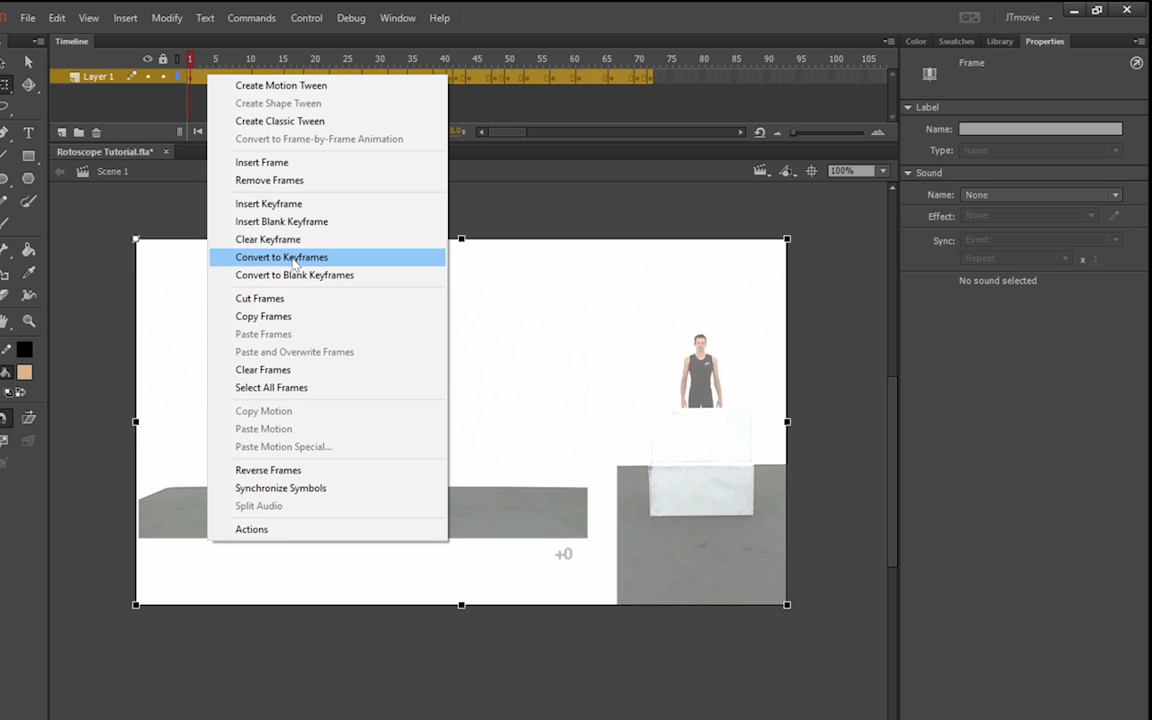 File Edit View Insert Modify Text Commands Control Debug Window Help JTmovie
Timeline Color Swatches Library Properties
1 5 10 15 20 25 30 35 40 45 50 55 60 65 70 75 80 85 90 95 100 105
Layer 1
Frame
Label
Name:
Type: None
Sound
Name: None
Effect: None
Sync: Event
Repeat x 1
No sound selected
Rotoscope Tutorial.fla* ×
Scene 1 100%
Create Motion Tween
Create Shape Tween
Create Classic Tween
Convert to Frame-by-Frame Animation
Insert Frame
Remove Frames
Insert Keyframe
Insert Blank Keyframe
Clear Keyframe
Convert to Keyframes
Convert to Blank Keyframes
Cut Frames
Copy Frames
Paste Frames
Paste and Overwrite Frames
Clear Frames
Select All Frames
Copy Motion
Paste Motion
Paste Motion Special...
Reverse Frames
Synchronize Symbols
Split Audio
Actions
+0